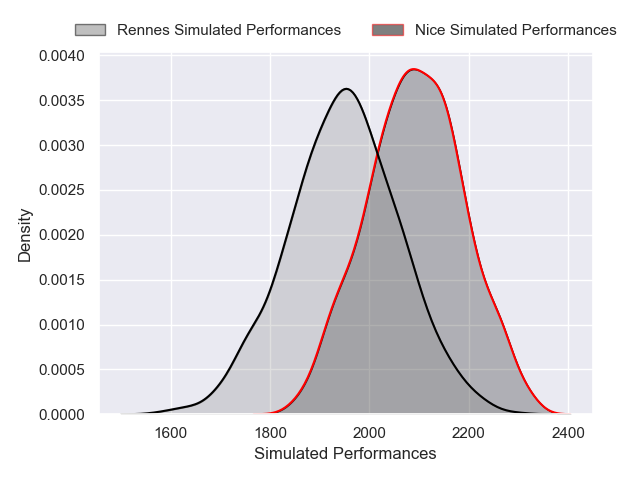 Rennes Simulated Performances
Nice Simulated Performances
0.0040
0.0035
0.0030
0.0025
0.0020
0.0015
0.0010
0.0005
0.0000
Density
1600 1800 2000 2200 2400
Simulated Performances